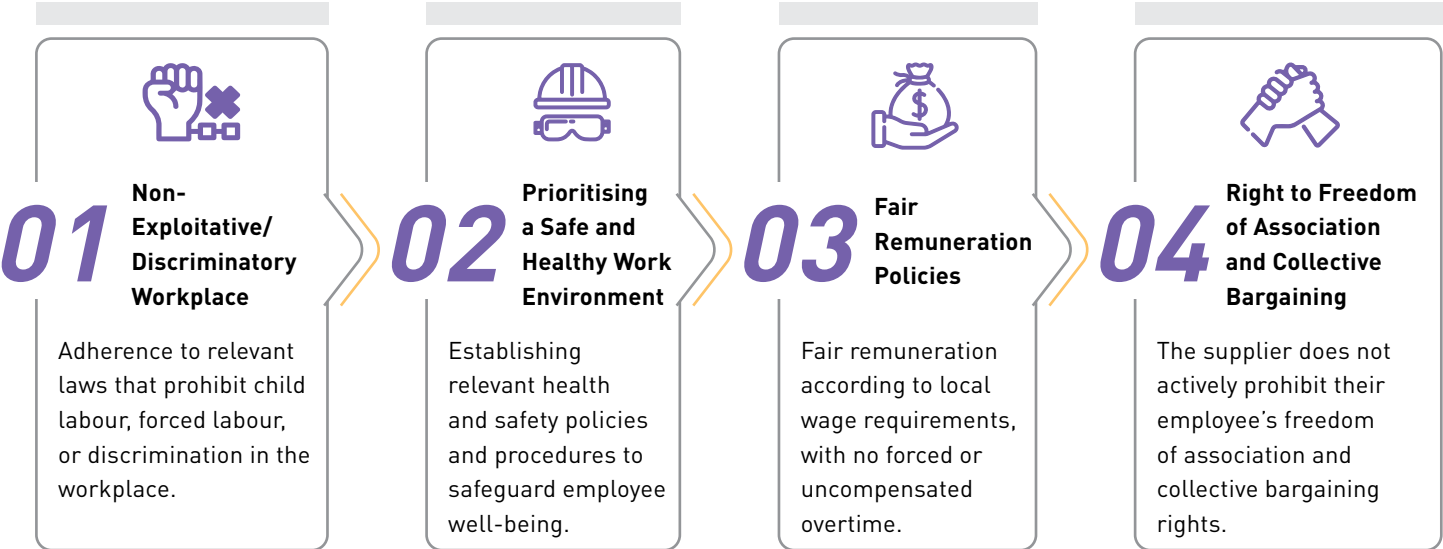 01
Non-
Exploitative/
Discriminatory
Workplace
Adherence to relevant
laws that prohibit child
labour, forced labour,
or discrimination in the
workplace.
02
Prioritising
a Safe and
Healthy Work
Environment
Establishing
relevant health
and safety policies
and procedures to
safeguard employee
well-being.
03
Fair
Remuneration
Policies
Fair remuneration
according to local
wage requirements,
with no forced or
uncompensated
overtime.
04
Right to Freedom
of Association
and Collective
Bargaining
The supplier does not
actively prohibit their
employee’s freedom
of association and
collective bargaining
rights.